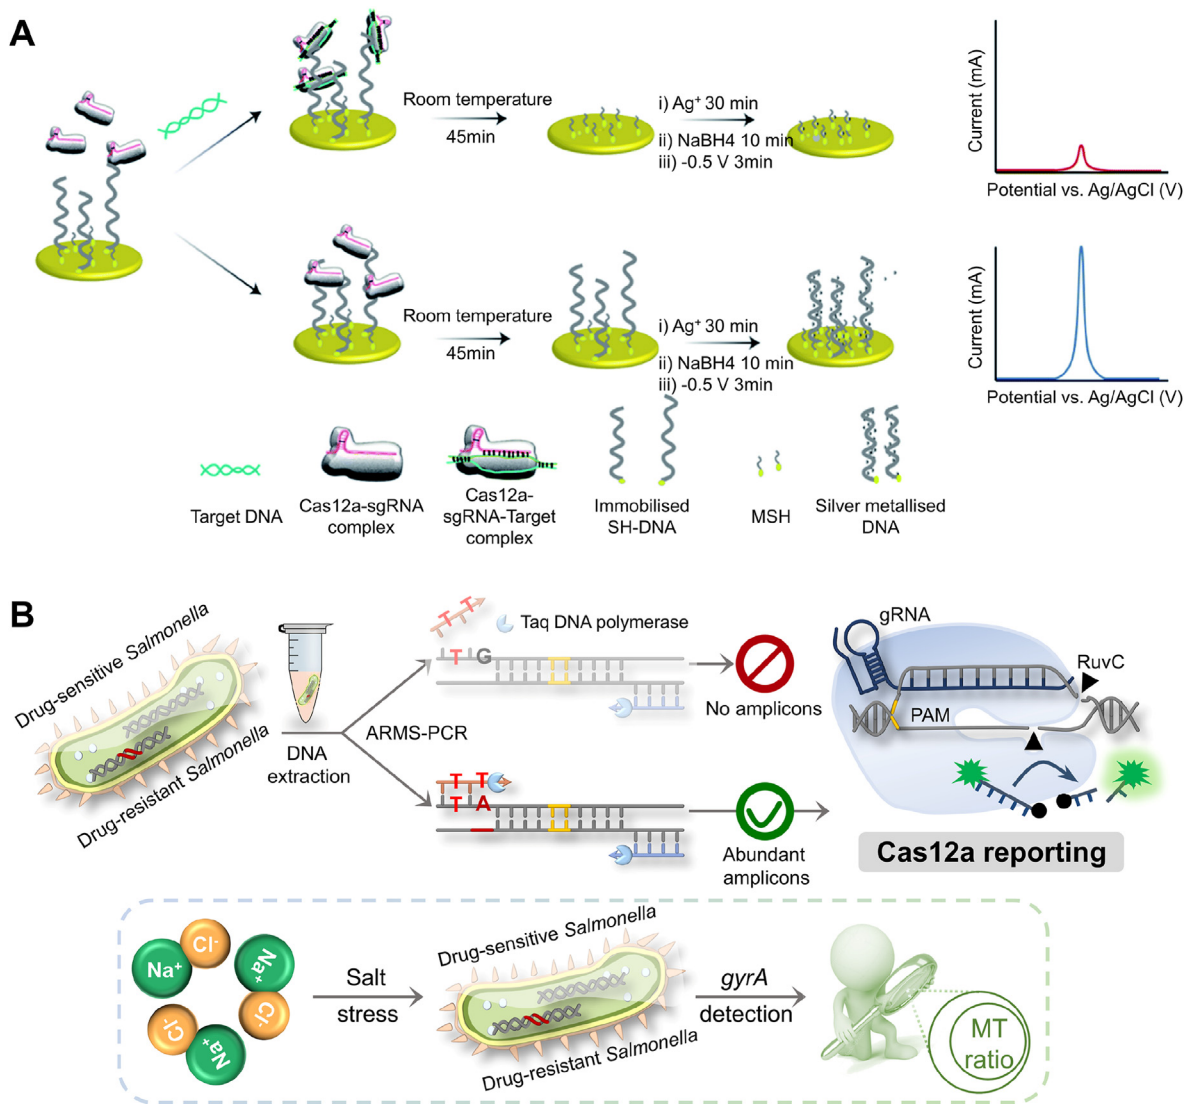 A
Room temperature
45min
i) Ag⁺ 30 min
ii) NaBH4 10 min
iii) -0.5 V 3min
Current (mA)
Potential vs. Ag/AgCl (V)
Room temperature
45min
i) Ag⁺ 30 min
ii) NaBH4 10 min
iii) -0.5 V 3min
Current (mA)
Potential vs. Ag/AgCl (V)
Target DNA
Cas12a-sgRNA
complex
Cas12a-
sgRNA-Target
complex
Immobilised
SH-DNA
MSH
Silver metallised
DNA
B
Drug-sensitive Salmonella
Drug-resistant Salmonella
DNA
extraction
ARMS-PCR
T T T
Taq DNA polymerase
T G
No amplicons
T T
T A
Abundant
amplicons
gRNA
RuvC
PAM
Cas12a reporting
Na⁺
Cl⁻
Na⁺
Cl⁻
Na⁺
Cl⁻
Salt
stress
Drug-sensitive Salmonella
Drug-resistant Salmonella
gyrA
detection
MT
ratio